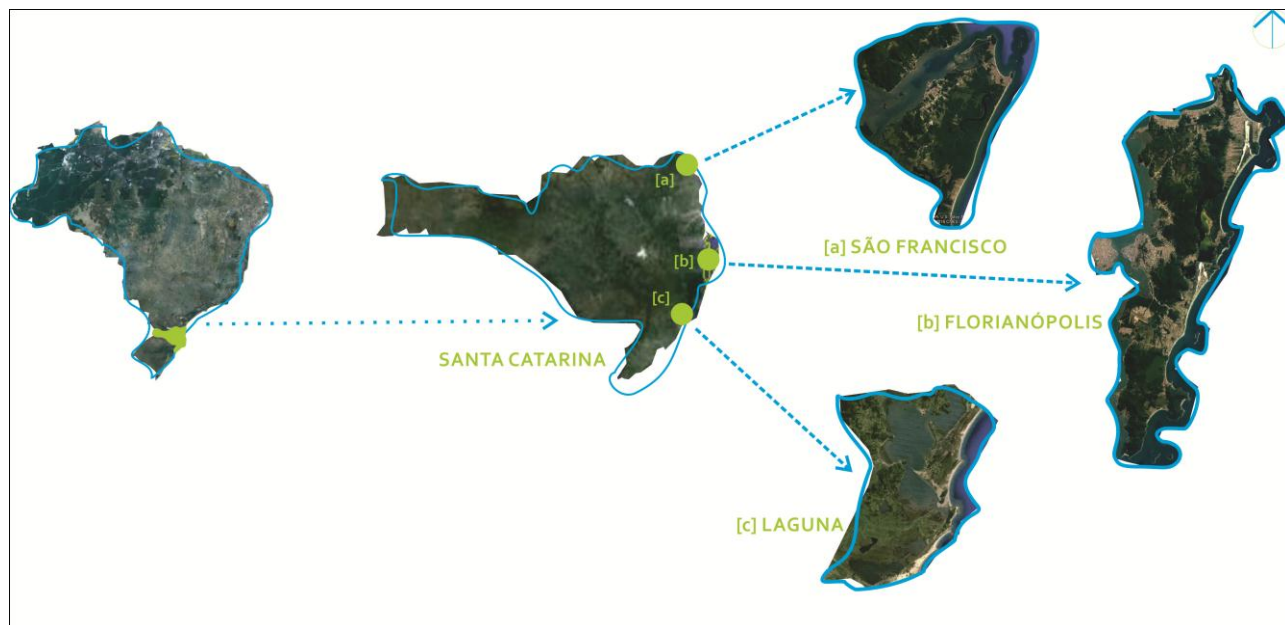 [a]
[a] SÃO FRANCISCO
[b]
[b] FLORIANÓPOLIS
[c]
SANTA CATARINA
[c] LAGUNA